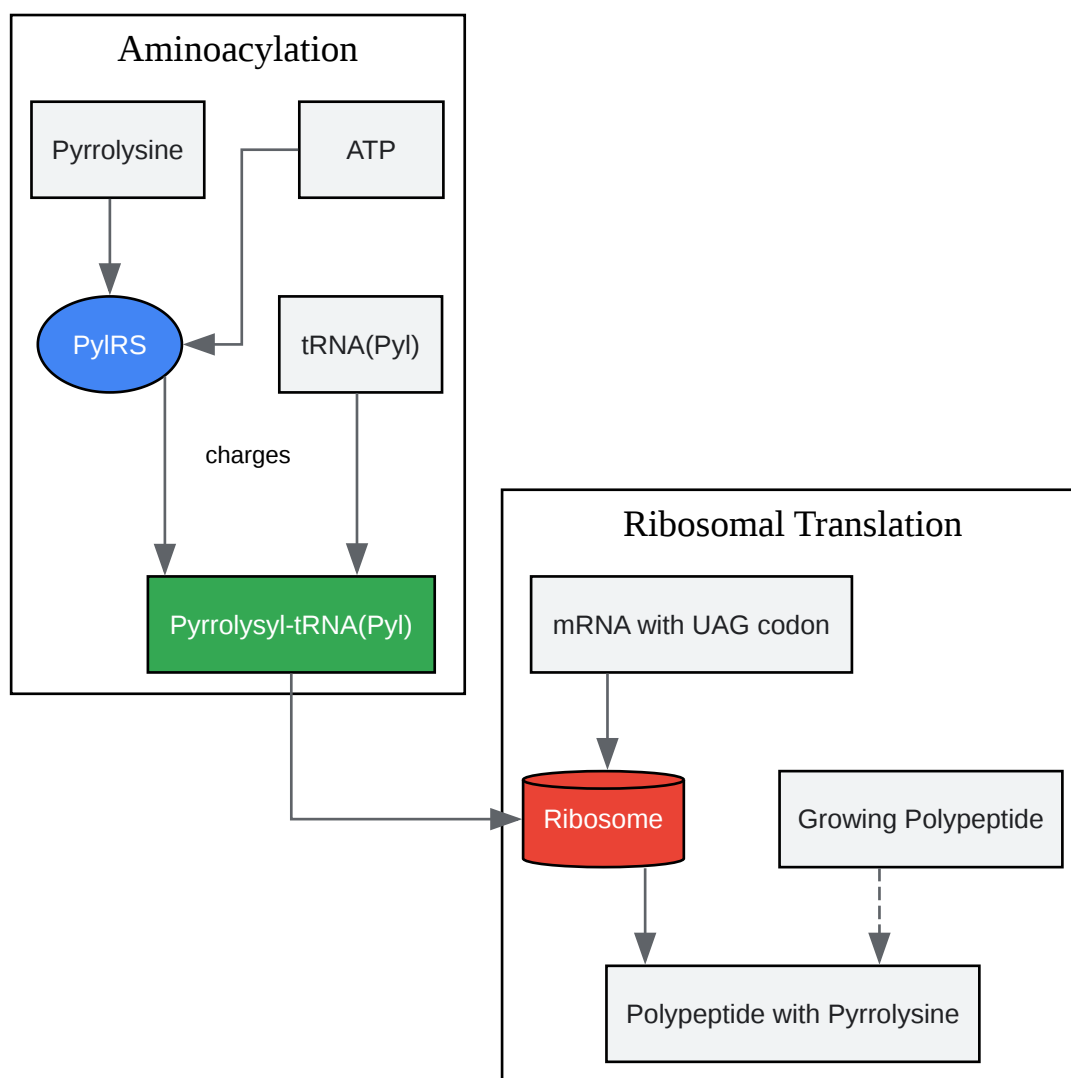 Aminoacylation
Pyrrolysine
ATP
PylRS
tRNA(Pyl)
charges
Pyrrolysyl-tRNA(Pyl)
Ribosomal Translation
mRNA with UAG codon
Ribosome
Growing Polypeptide
Polypeptide with Pyrrolysine